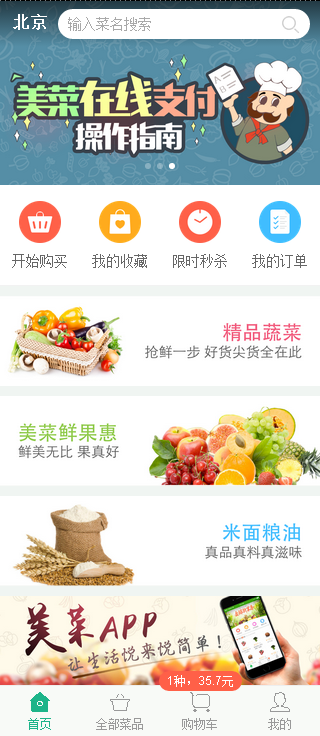 北京
输入菜名搜索
美菜在线支付
操作指南
开始购买
我的收藏
限时秒杀
我的订单
精品蔬菜
抢鲜一步 好货尖货全在此
美菜鲜果惠
鲜美无比 果真好
米面粮油
真品真料真滋味
美菜APP
让生活悦来悦简单!
1种，35.7元
首页
全部菜品
购物车
我的